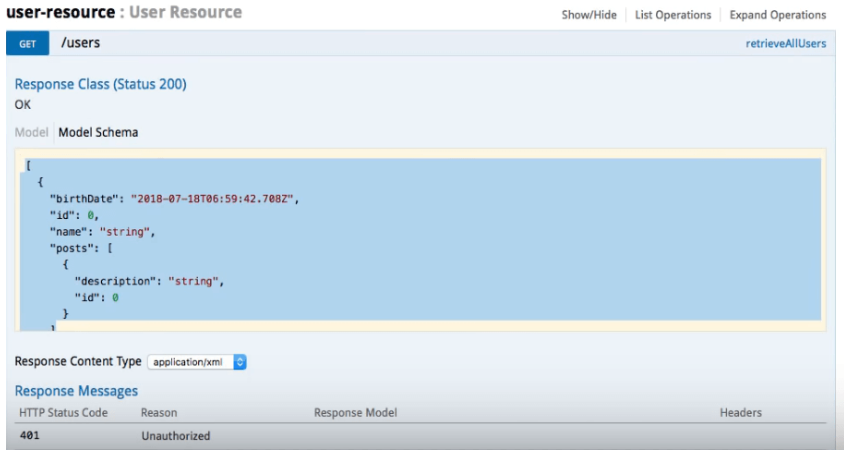 user-resource : User Resource Show/Hide List Operations Expand Operations
GET /users retrieveAllUsers
Response Class (Status 200)
OK
Model Model Schema
[
{
"birthDate": "2018-07-18T06:59:42.708Z",
"id": 0,
"name": "string",
"posts": [
{
"description": "string",
"id": 0
}
]
Response Content Type application/xml
Response Messages
HTTP Status Code Reason Response Model Headers
401 Unauthorized